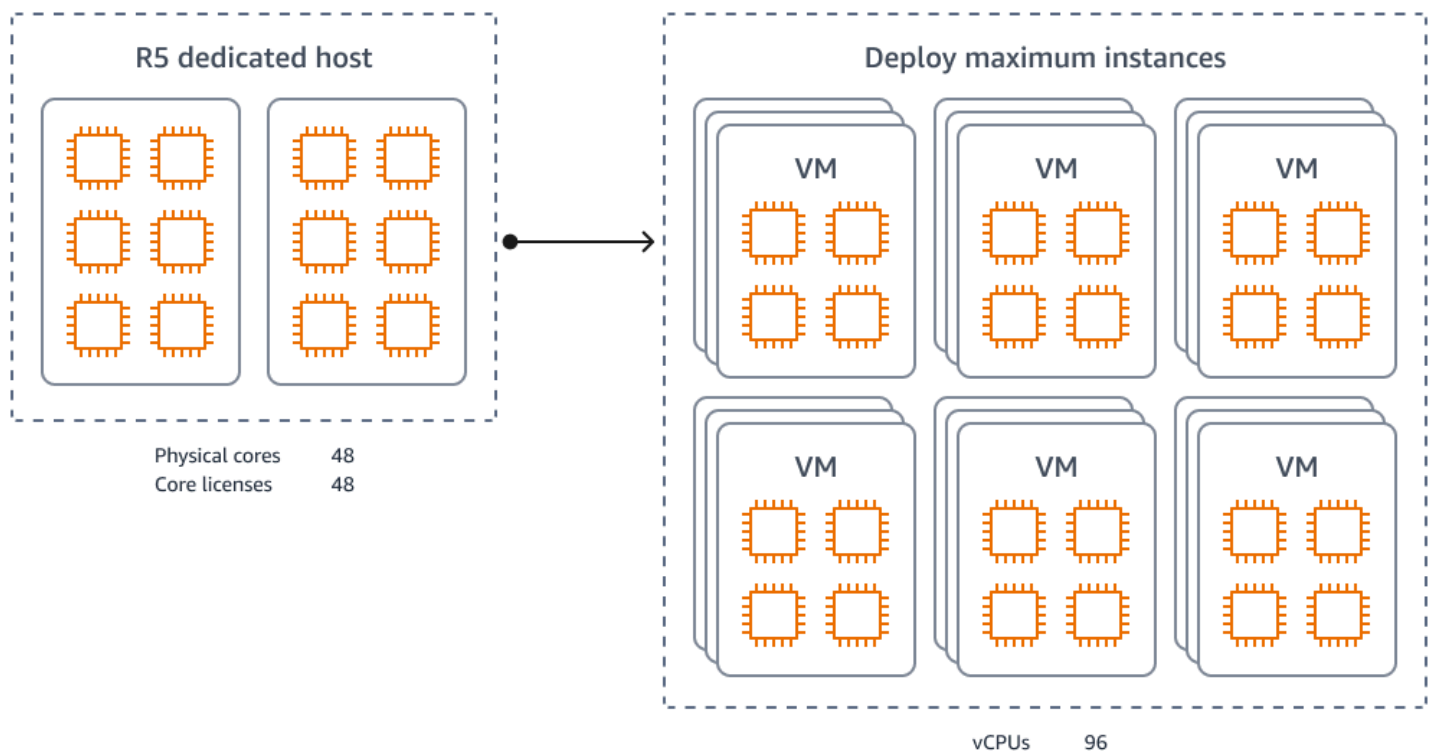 R5 dedicated host
Physical cores 48
Core licenses 48
Deploy maximum instances
VM
VM
VM
VM
VM
VM
vCPUs 96